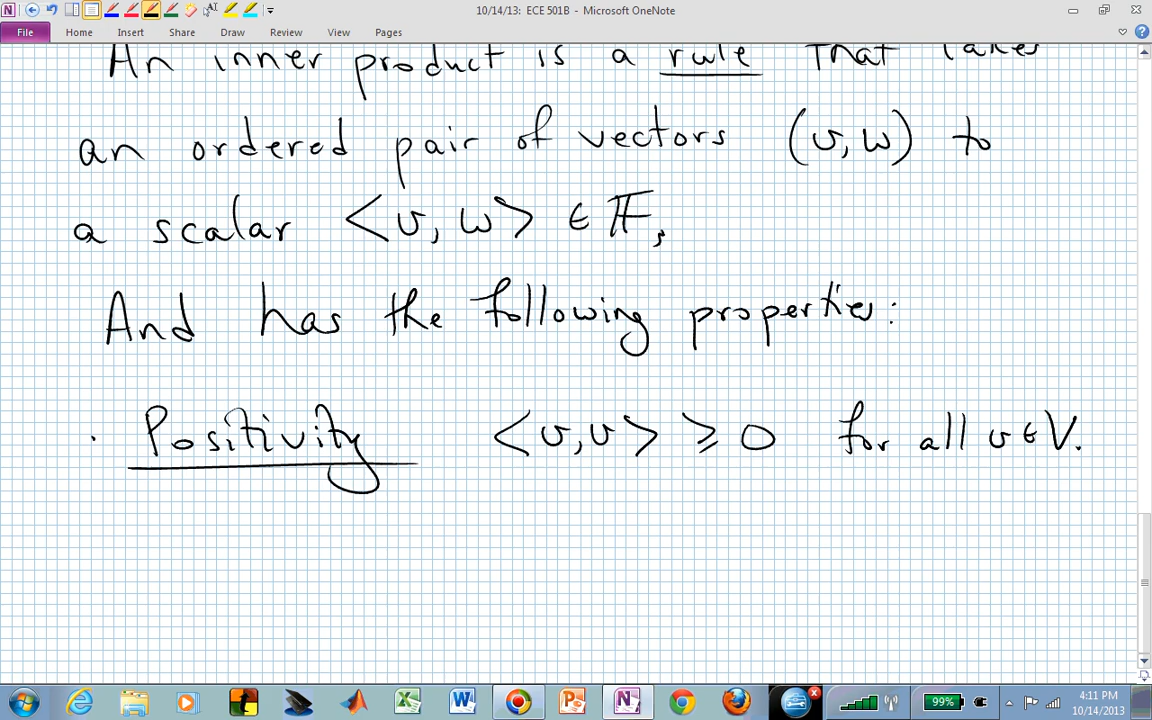 10/14/13: ECE 501B - Microsoft OneNote
File Home Insert Share Draw Review View Pages
An inner product is a rule that takes
an ordered pair of vectors (v, w) to
a scalar <v, w> ∈ 𝔽,
And has the following properties:
· Positivity <v, v> ≥ 0 for all v ∈ V.
99%
4:11 PM
10/14/2013